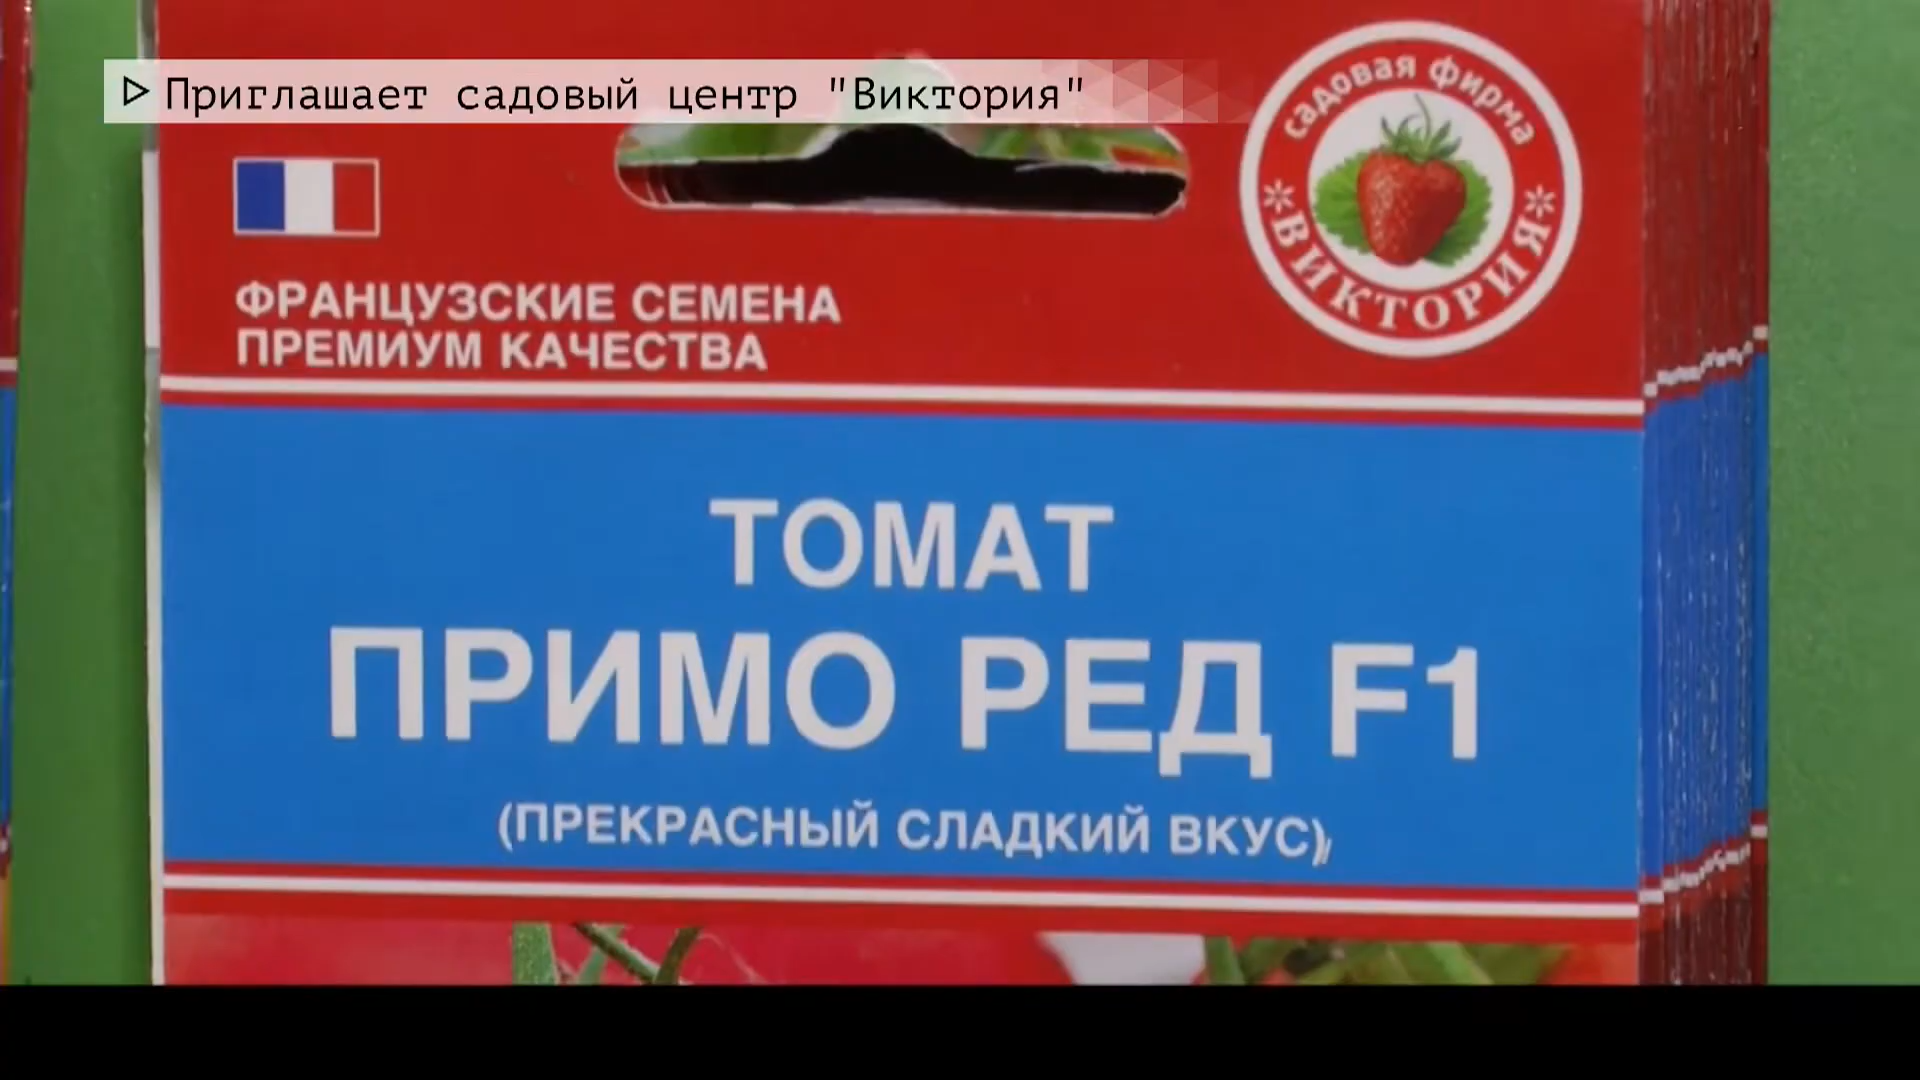 Приглашает садовый центр "Виктория"
садовая фирма
*ВИКТОРИЯ*
ФРАНЦУЗСКИЕ СЕМЕНА
ПРЕМИУМ КАЧЕСТВА
ТОМАТ
ПРИМО РЕД F1
(ПРЕКРАСНЫЙ СЛАДКИЙ ВКУС)